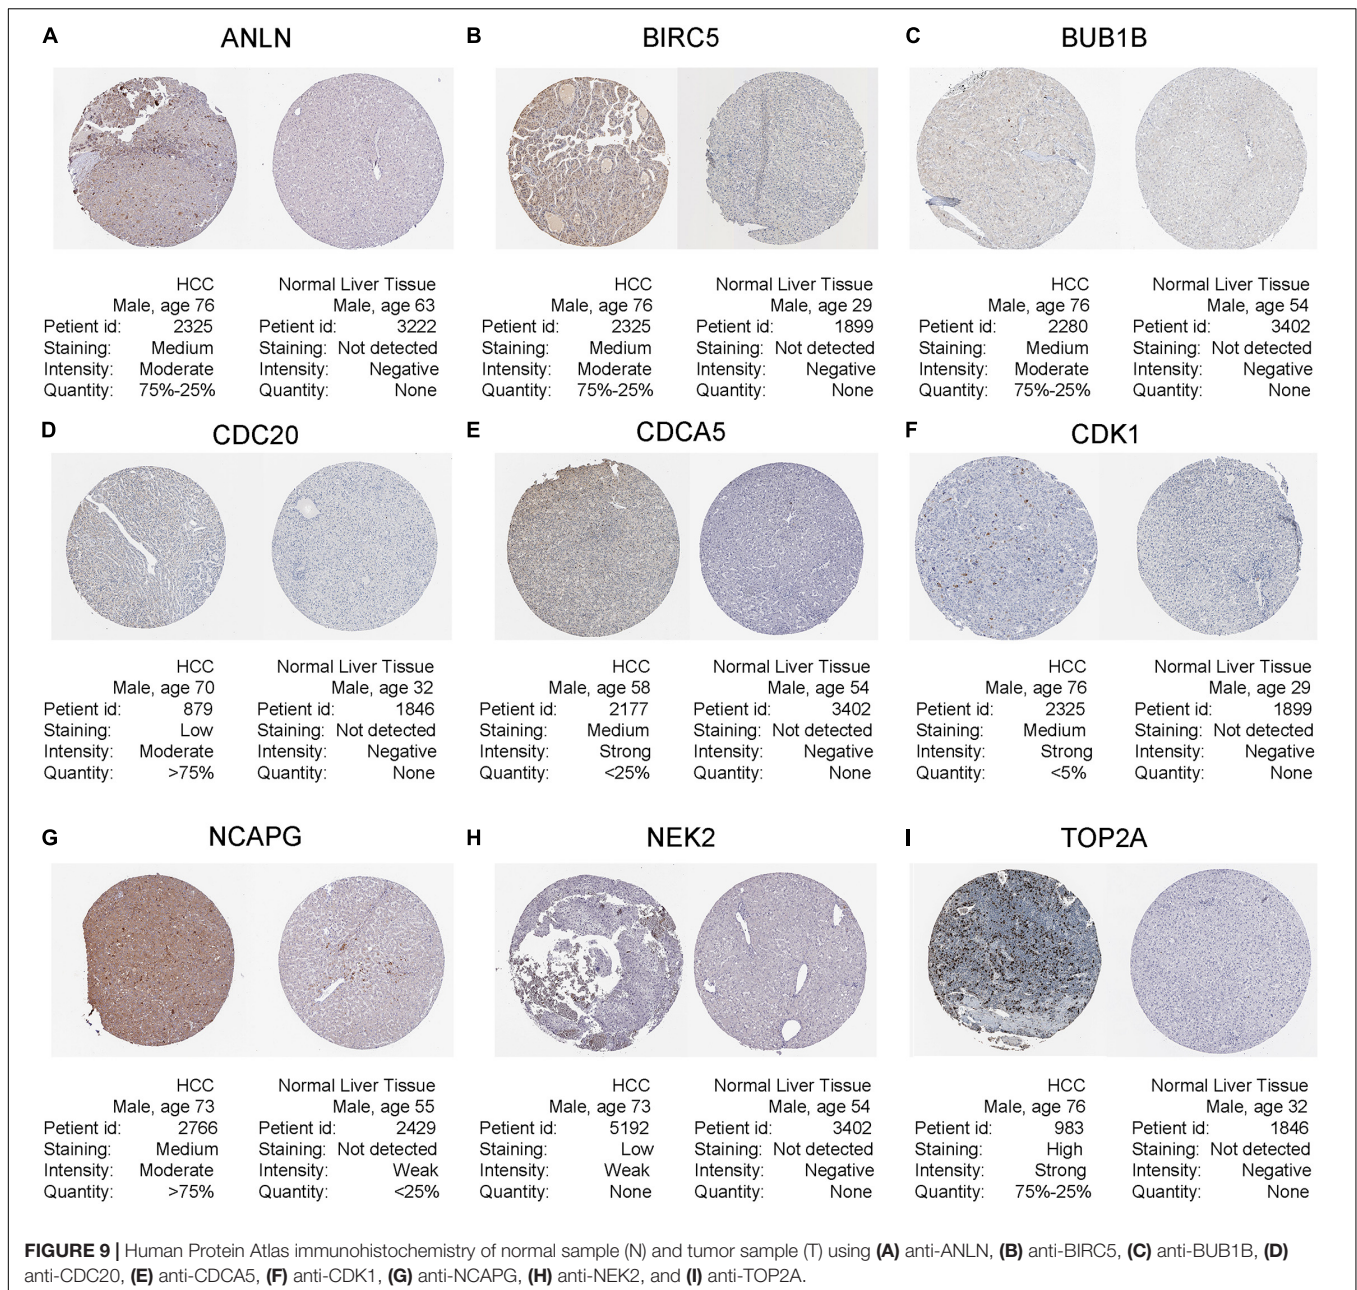 A ANLN B BIRC5 C BUB1B
HCC Normal Liver Tissue HCC Normal Liver Tissue HCC Normal Liver Tissue
Male, age 76 Male, age 63 Male, age 76 Male, age 29 Male, age 76 Male, age 54
Petient id: 2325 Petient id: 3222 Petient id: 2325 Petient id: 1899 Petient id: 2280 Petient id: 3402
Staining: Medium Staining: Not detected Staining: Medium Staining: Not detected Staining: Medium Staining: Not detected
Intensity: Moderate Intensity: Negative Intensity: Moderate Intensity: Negative Intensity: Moderate Intensity: Negative
Quantity: 75%-25% Quantity: None Quantity: 75%-25% Quantity: None Quantity: 75%-25% Quantity: None
D CDC20 E CDCA5 F CDK1
HCC Normal Liver Tissue HCC Normal Liver Tissue HCC Normal Liver Tissue
Male, age 70 Male, age 32 Male, age 58 Male, age 54 Male, age 76 Male, age 29
Petient id: 879 Petient id: 1846 Petient id: 2177 Petient id: 3402 Petient id: 2325 Petient id: 1899
Staining: Low Staining: Not detected Staining: Medium Staining: Not detected Staining: Medium Staining: Not detected
Intensity: Moderate Intensity: Negative Intensity: Strong Intensity: Negative Intensity: Strong Intensity: Negative
Quantity: >75% Quantity: None Quantity: <25% Quantity: None Quantity: <5% Quantity: None
G NCAPG H NEK2 I TOP2A
HCC Normal Liver Tissue HCC Normal Liver Tissue HCC Normal Liver Tissue
Male, age 73 Male, age 55 Male, age 73 Male, age 54 Male, age 76 Male, age 32
Petient id: 2766 Petient id: 2429 Petient id: 5192 Petient id: 3402 Petient id: 983 Petient id: 1846
Staining: Medium Staining: Not detected Staining: Low Staining: Not detected Staining: High Staining: Not detected
Intensity: Moderate Intensity: Weak Intensity: Weak Intensity: Negative Intensity: Strong Intensity: Negative
Quantity: >75% Quantity: <25% Quantity: None Quantity: None Quantity: 75%-25% Quantity: None
FIGURE 9 | Human Protein Atlas immunohistochemistry of normal sample (N) and tumor sample (T) using (A) anti-ANLN, (B) anti-BIRC5, (C) anti-BUB1B, (D)
anti-CDC20, (E) anti-CDCA5, (F) anti-CDK1, (G) anti-NCAPG, (H) anti-NEK2, and (I) anti-TOP2A.